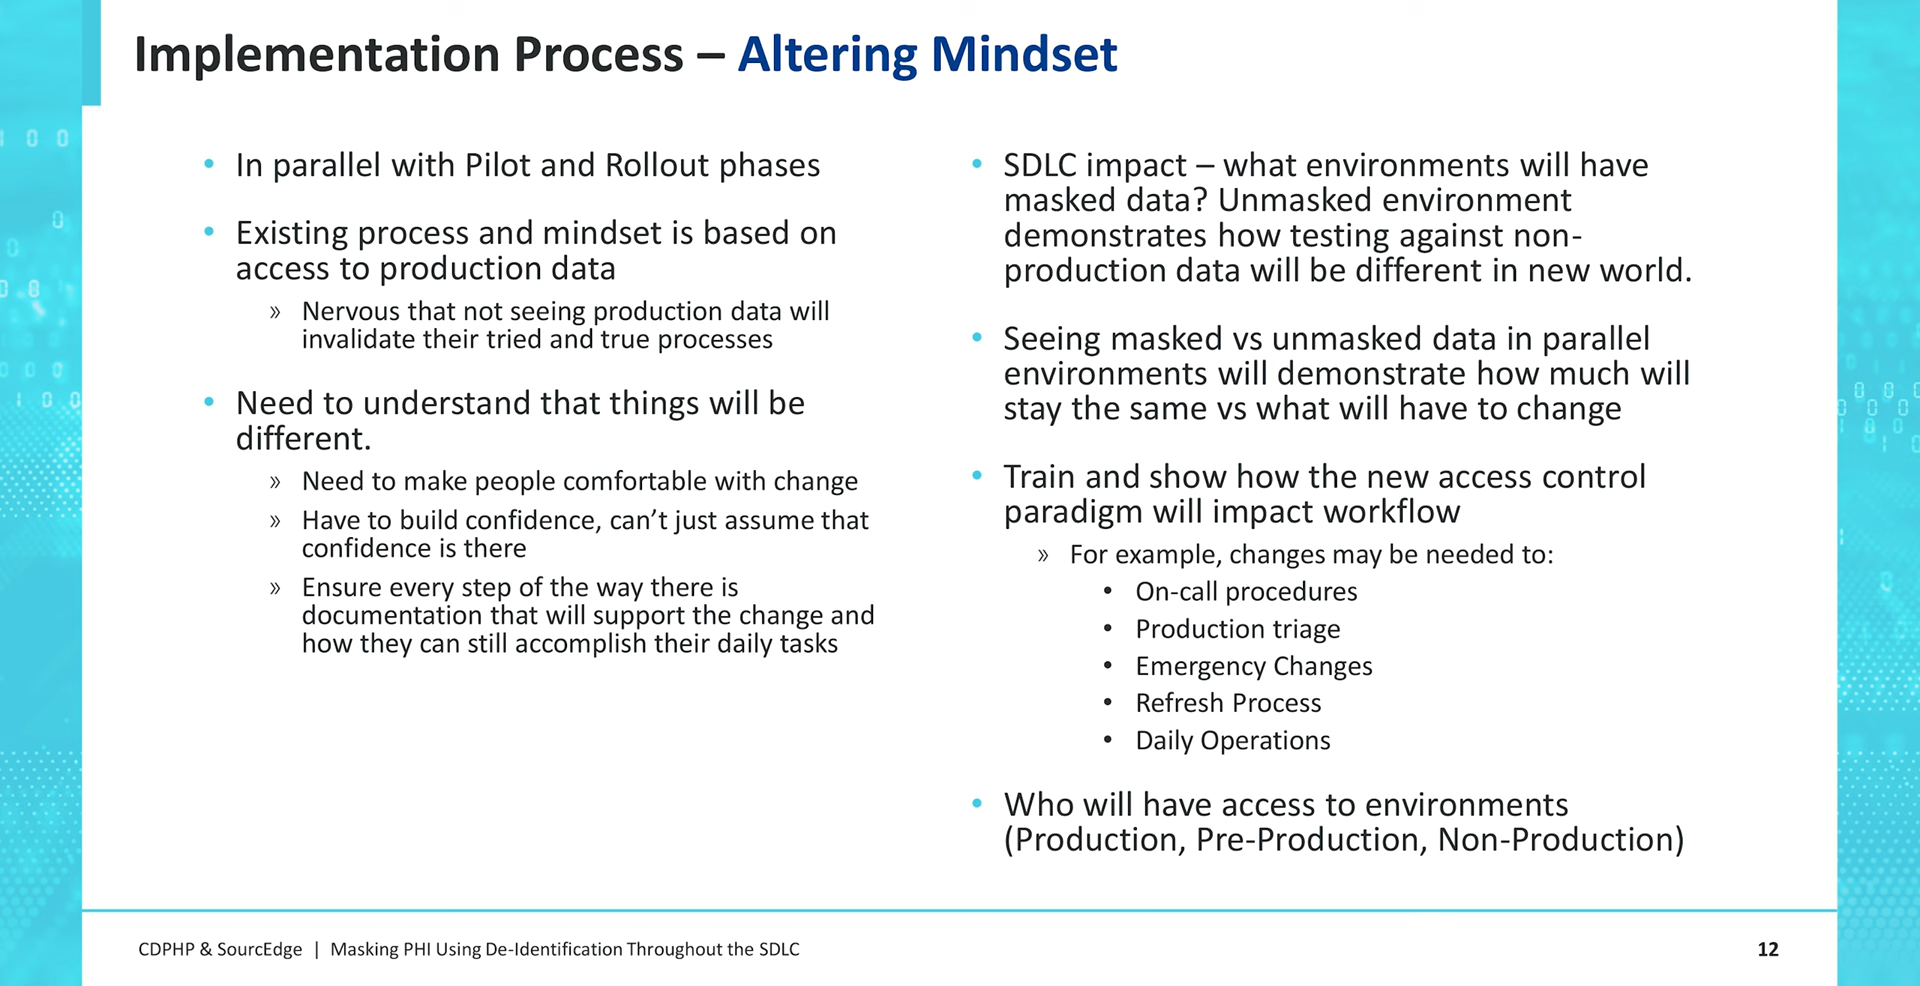 Implementation Process – Altering Mindset
• In parallel with Pilot and Rollout phases
• Existing process and mindset is based on
access to production data
» Nervous that not seeing production data will
invalidate their tried and true processes
• Need to understand that things will be
different.
» Need to make people comfortable with change
» Have to build confidence, can’t just assume that
confidence is there
» Ensure every step of the way there is
documentation that will support the change and
how they can still accomplish their daily tasks
• SDLC impact – what environments will have
masked data? Unmasked environment
demonstrates how testing against non-
production data will be different in new world.
• Seeing masked vs unmasked data in parallel
environments will demonstrate how much will
stay the same vs what will have to change
• Train and show how the new access control
paradigm will impact workflow
» For example, changes may be needed to:
• On-call procedures
• Production triage
• Emergency Changes
• Refresh Process
• Daily Operations
• Who will have access to environments
(Production, Pre-Production, Non-Production)
CDPHP & SourcEdge | Masking PHI Using De-Identification Throughout the SDLC
12